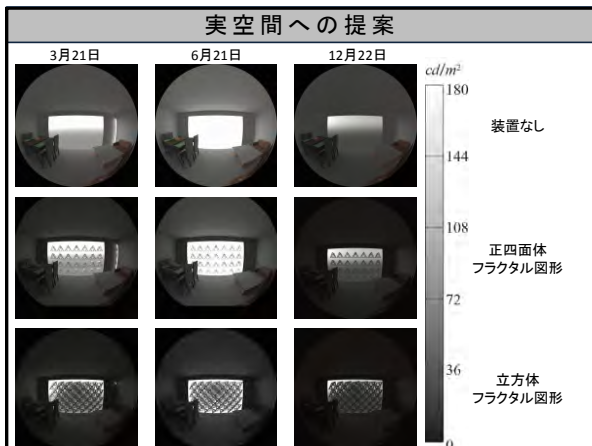 実空間への提案
3月21日
6月21日
12月22日
cd/m²
180
装置なし
144
108
正四面体
フラクタル図形
72
36
立方体
フラクタル図形
0